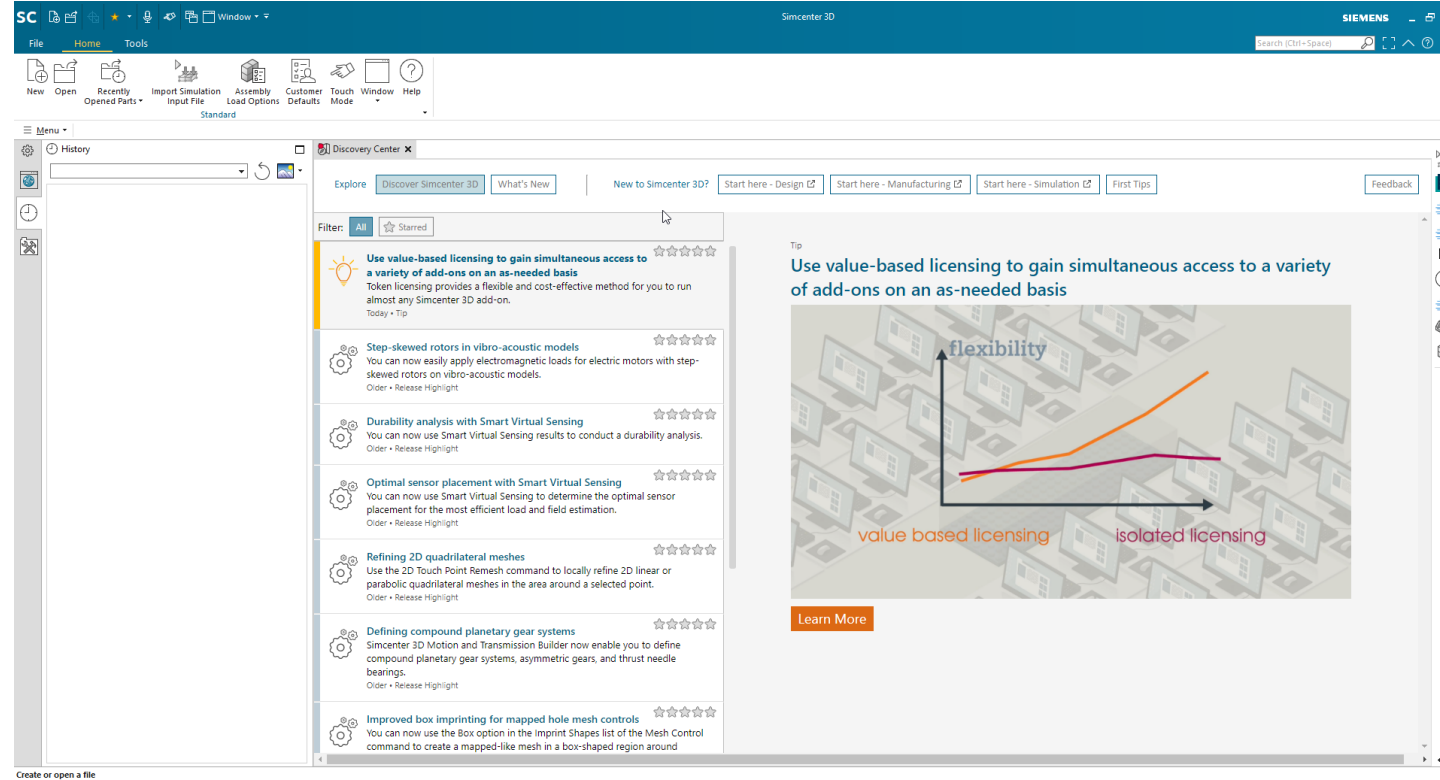 SC Window Simcenter 3D SIEMENS
File Home Tools Search (Ctrl+Space)
New Open Recently Opened Parts Import Simulation Input File Assembly Load Options Customer Defaults Touch Mode Window Help
Standard
Menu
History
Discovery Center
Explore Discover Simcenter 3D What's New New to Simcenter 3D? Start here - Design Start here - Manufacturing Start here - Simulation First Tips Feedback
Filter: All Starred
Use value-based licensing to gain simultaneous access to
a variety of add-ons on an as-needed basis
Token licensing provides a flexible and cost-effective method for you to run
almost any Simcenter 3D add-on.
Today • Tip
Step-skewed rotors in vibro-acoustic models
You can now easily apply electromagnetic loads for electric motors with step-
skewed rotors on vibro-acoustic models.
Older • Release Highlight
Durability analysis with Smart Virtual Sensing
You can now use Smart Virtual Sensing results to conduct a durability analysis.
Older • Release Highlight
Optimal sensor placement with Smart Virtual Sensing
You can now use Smart Virtual Sensing to determine the optimal sensor
placement for the most efficient load and field estimation.
Older • Release Highlight
Refining 2D quadrilateral meshes
Use the 2D Touch Point Remesh command to locally refine 2D linear or
parabolic quadrilateral meshes in the area around a selected point.
Older • Release Highlight
Defining compound planetary gear systems
Simcenter 3D Motion and Transmission Builder now enable you to define
compound planetary gear systems, asymmetric gears, and thrust needle
bearings.
Older • Release Highlight
Improved box imprinting for mapped hole mesh controls
You can now use the Box option in the Imprint Shapes list of the Mesh Control
command to create a mapped-like mesh in a box-shaped region around
Tip
Use value-based licensing to gain simultaneous access to a variety
of add-ons on an as-needed basis
flexibility
value based licensing isolated licensing
Learn More
Create or open a file